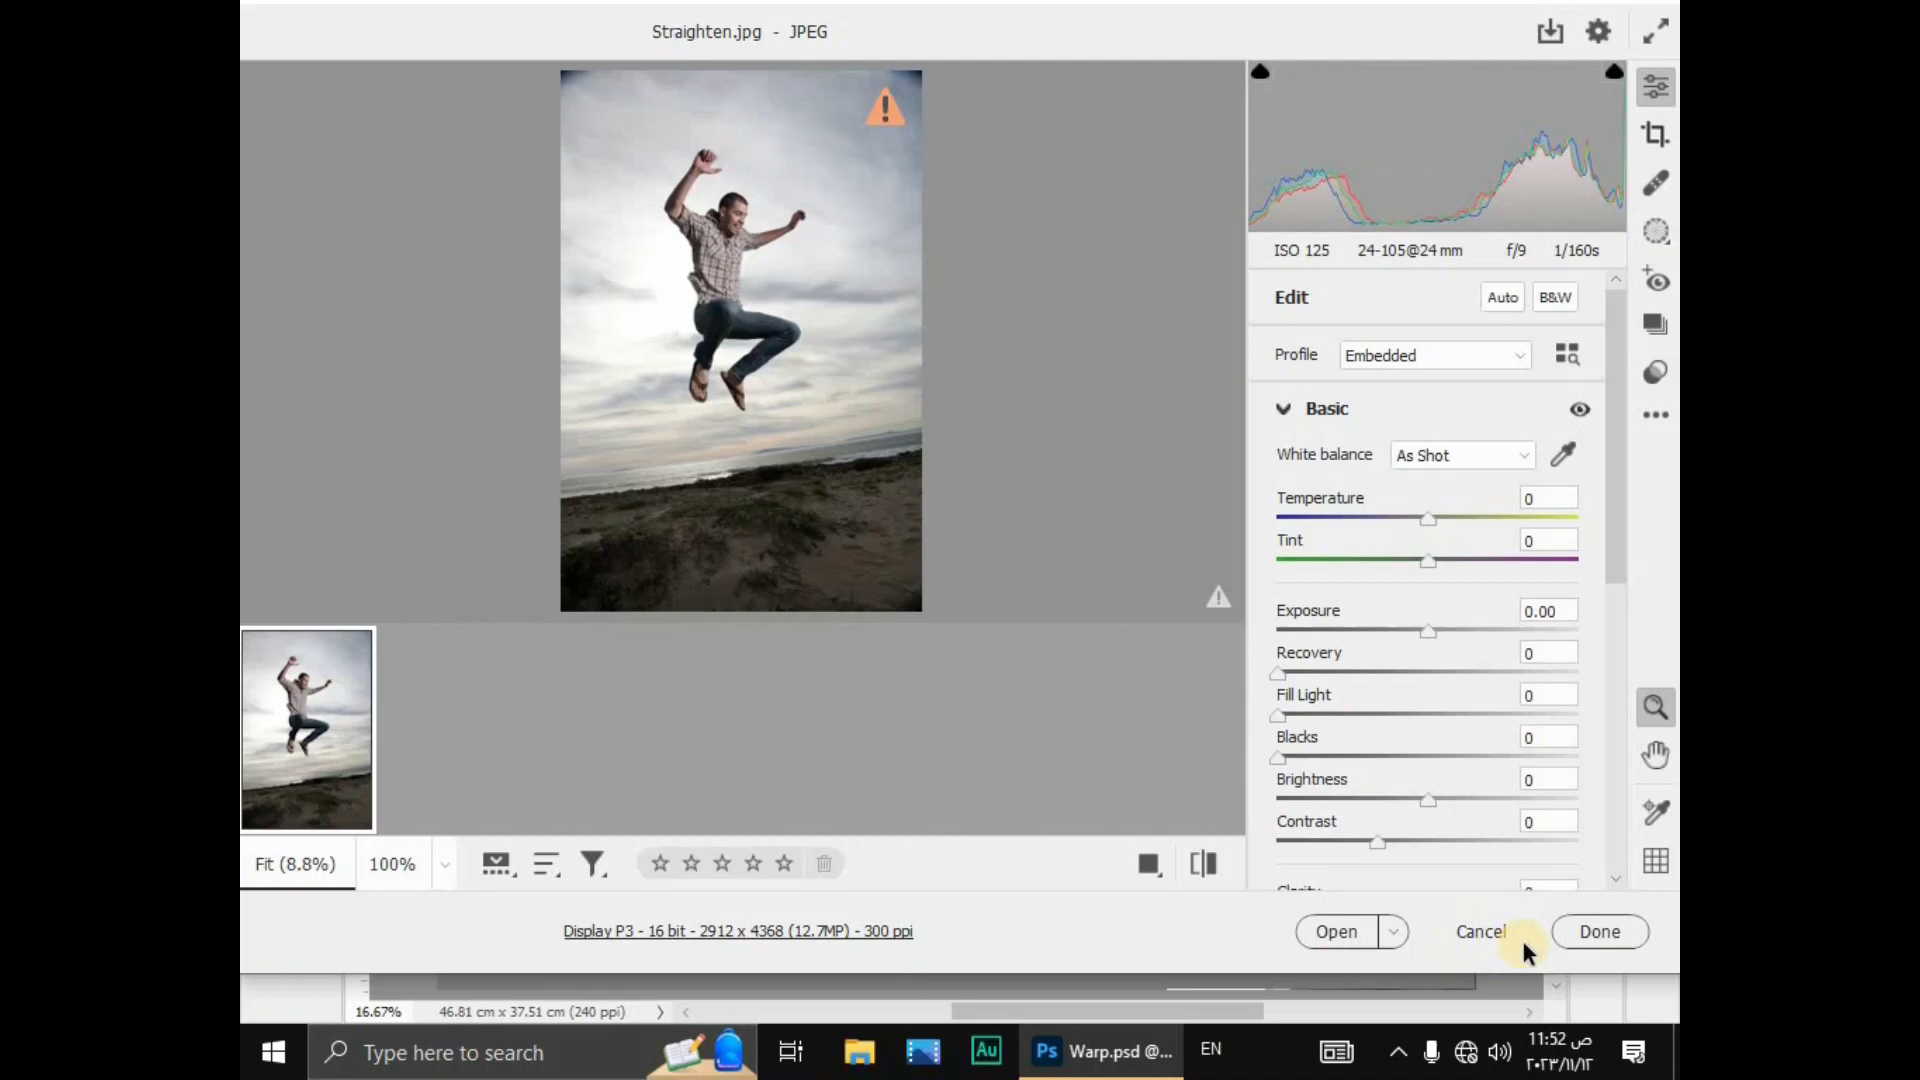 Straighten.jpg - JPEG
ISO 125 24-105@24 mm f/9 1/160s
Edit Auto B&W
Profile Embedded
Basic
White balance As Shot
Temperature 0
Tint 0
Exposure 0.00
Recovery 0
Fill Light 0
Blacks 0
Brightness 0
Contrast 0
Clarity
Fit (8.8%) 100%
Display P3 - 16 bit - 2912 x 4368 (12.7MP) - 300 ppi
Open Cancel Done
16.67% 46.81 cm x 37.51 cm (240 ppi)
Type here to search
Au
Ps Warp.psd @...
EN
11:52 ص
٢٠٢٣/١١/١٢